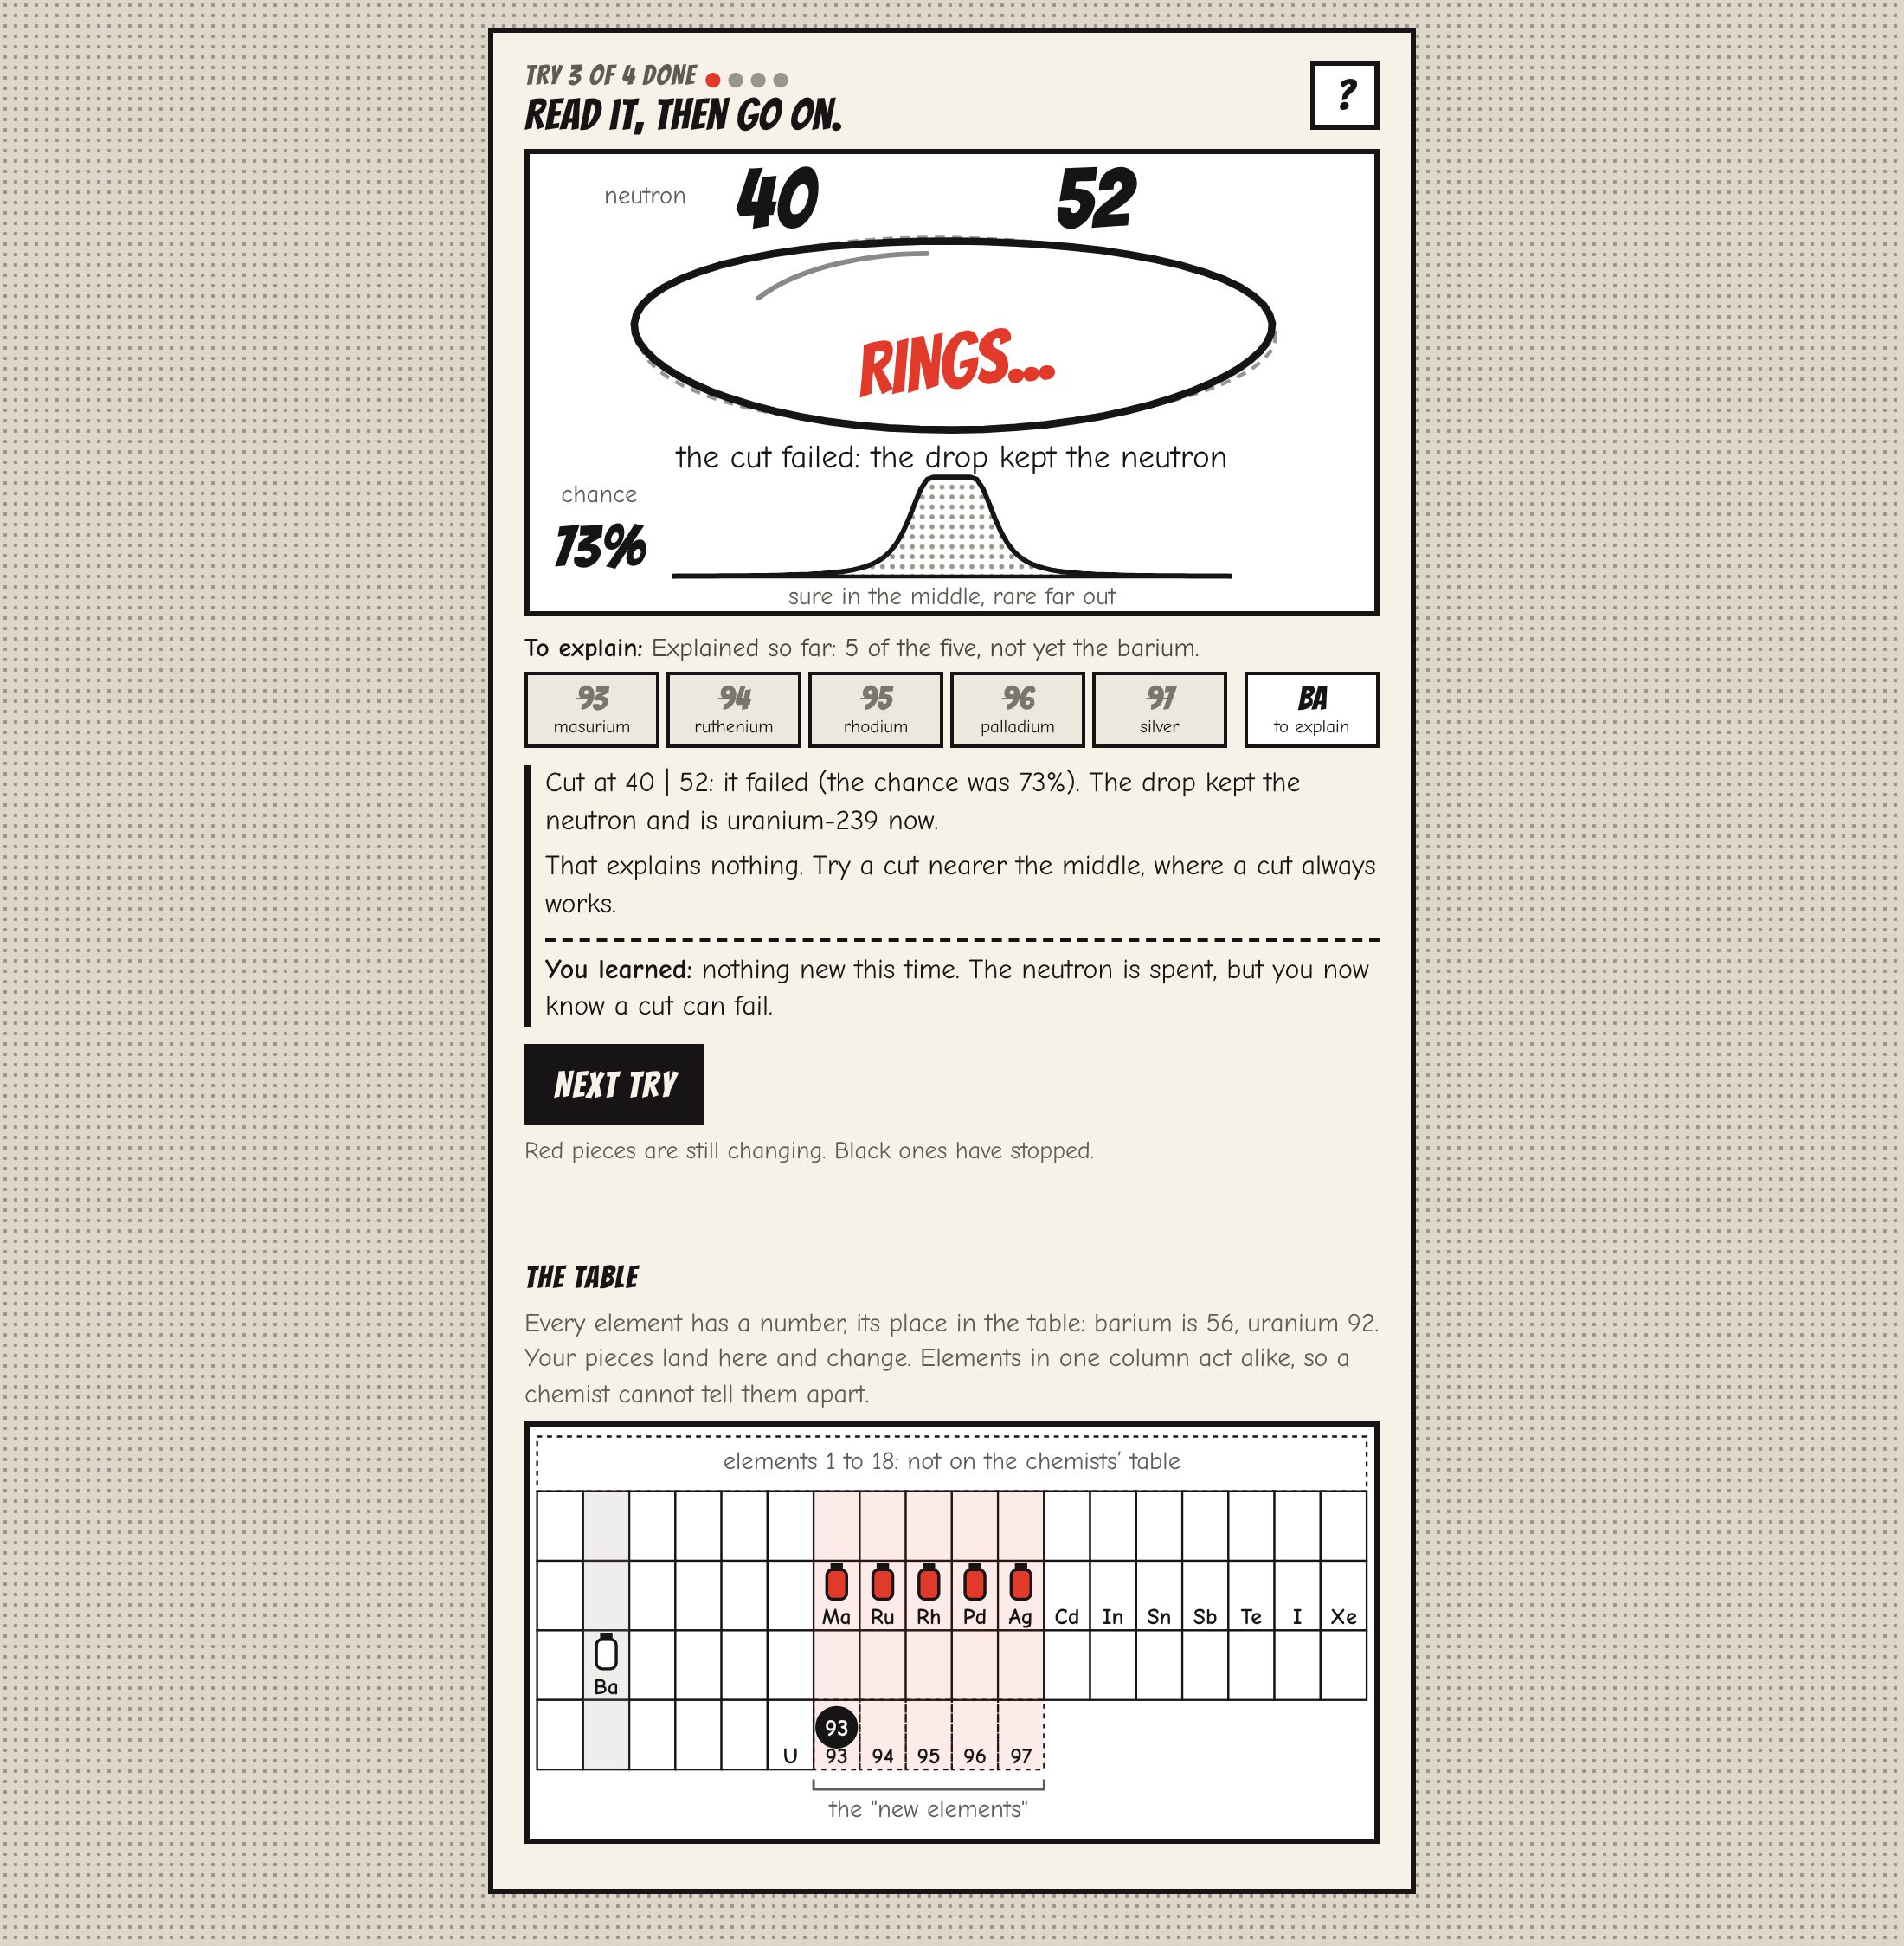 TRY 3 OF 4 DONE
READ IT, THEN GO ON.
?
neutron
40
52
RINGS...
the cut failed: the drop kept the neutron
chance
73%
sure in the middle, rare far out
To explain: Explained so far: 5 of the five, not yet the barium.
93
masurium
94
ruthenium
95
rhodium
96
palladium
97
silver
BA
to explain
Cut at 40 | 52: it failed (the chance was 73%). The drop kept the
neutron and is uranium-239 now.
That explains nothing. Try a cut nearer the middle, where a cut always
works.
You learned: nothing new this time. The neutron is spent, but you now
know a cut can fail.
NEXT TRY
Red pieces are still changing. Black ones have stopped.
THE TABLE
Every element has a number, its place in the table: barium is 56, uranium 92.
Your pieces land here and change. Elements in one column act alike, so a
chemist cannot tell them apart.
elements 1 to 18: not on the chemists' table
Ma Ru Rh Pd Ag Cd In Sn Sb Te I Xe
Ba
93
U 93 94 95 96 97
the "new elements"